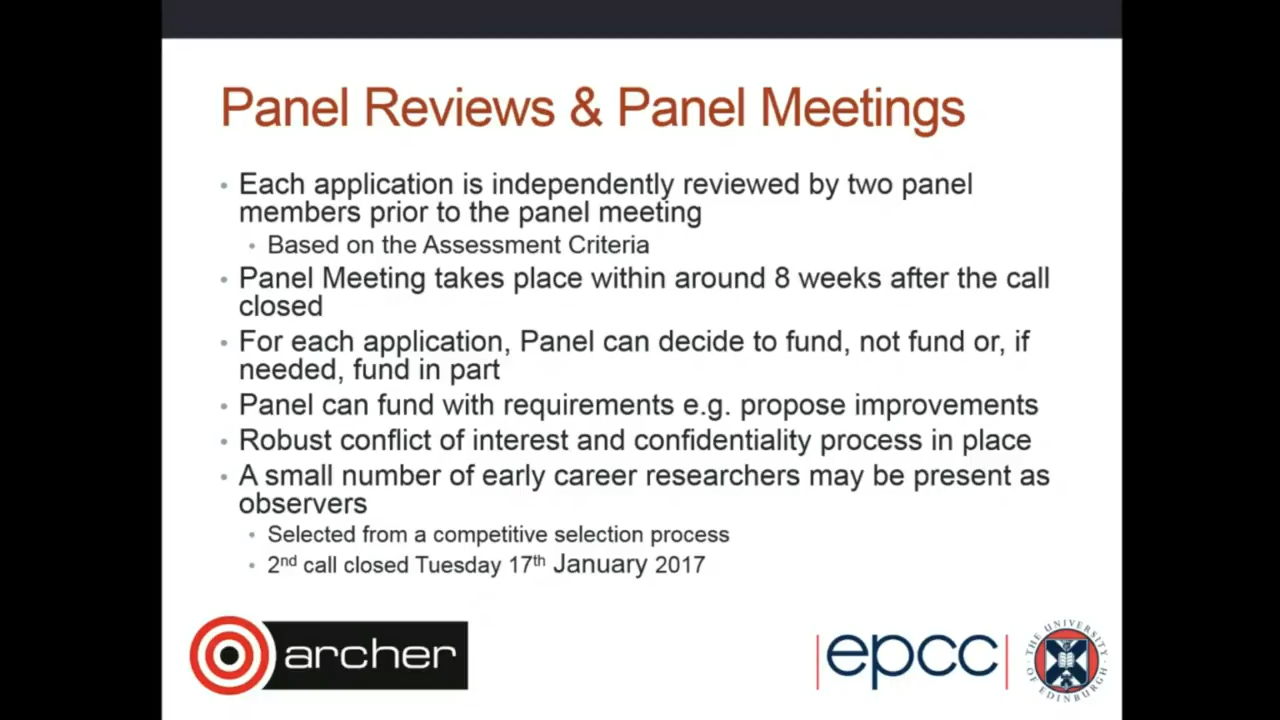 Panel Reviews & Panel Meetings
• Each application is independently reviewed by two panel
members prior to the panel meeting
• Based on the Assessment Criteria
• Panel Meeting takes place within around 8 weeks after the call
closed
• For each application, Panel can decide to fund, not fund or, if
needed, fund in part
• Panel can fund with requirements e.g. propose improvements
• Robust conflict of interest and confidentiality process in place
• A small number of early career researchers may be present as
observers
• Selected from a competitive selection process
• 2nd call closed Tuesday 17th January 2017
archer
epcc
THE UNIVERSITY
OF EDINBURGH